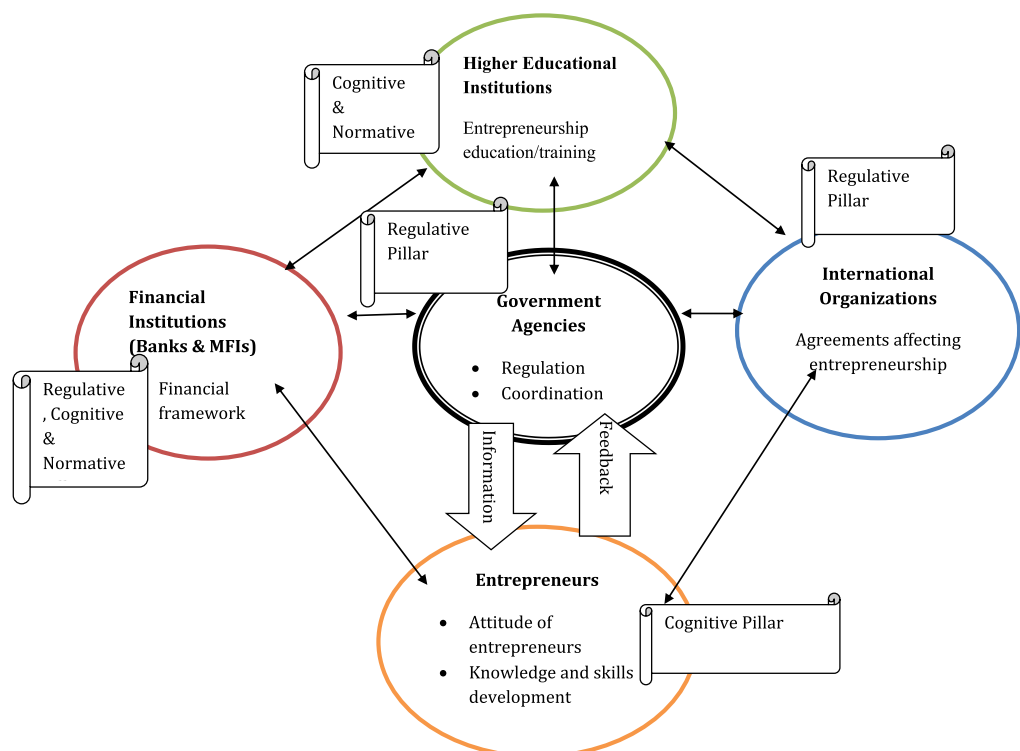 Higher Educational
Institutions
Entrepreneurship
education/training
Cognitive
&
Normative
Regulative
Pillar
Regulative
Pillar
Financial
Institutions
(Banks & MFIs)
Financial
framework
Regulative
, Cognitive
&
Normative
Government
Agencies
• Regulation
• Coordination
International
Organizations
Agreements affecting
entrepreneurship
Information
Feedback
Entrepreneurs
• Attitude of
entrepreneurs
• Knowledge and skills
development
Cognitive Pillar